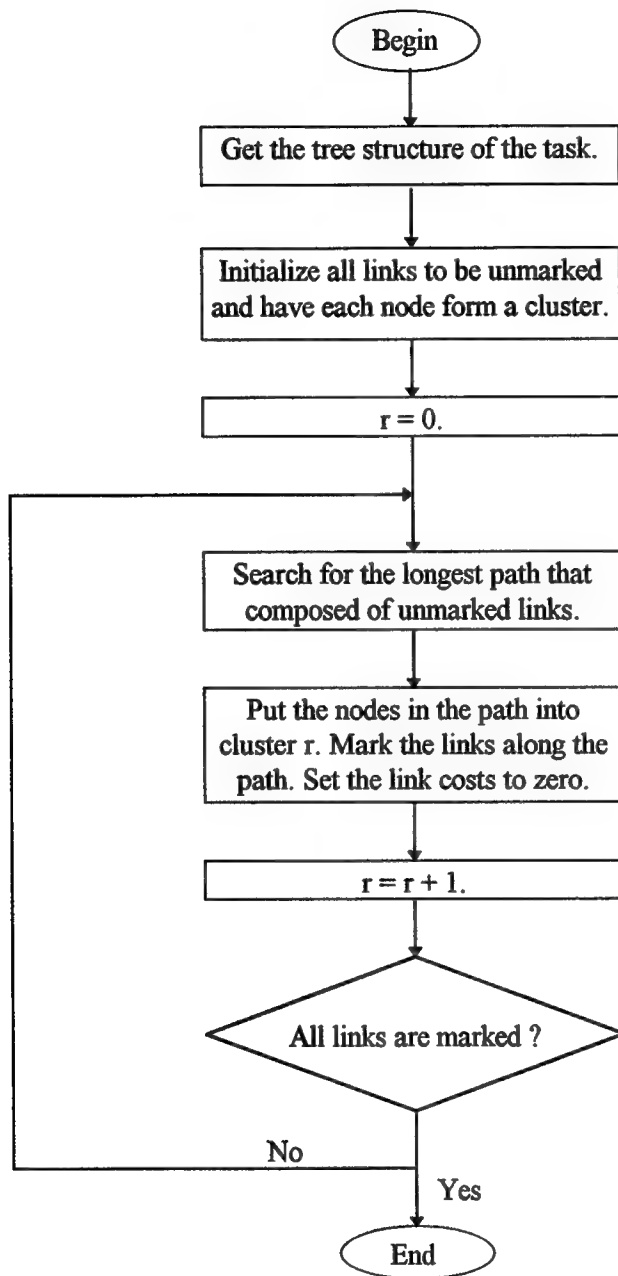 Begin
Get the tree structure of the task.
Initialize all links to be unmarked
and have each node form a cluster.
r = 0.
Search for the longest path that
composed of unmarked links.
Put the nodes in the path into
cluster r. Mark the links along the
path. Set the link costs to zero.
r = r + 1.
All links are marked ?
No
Yes
End